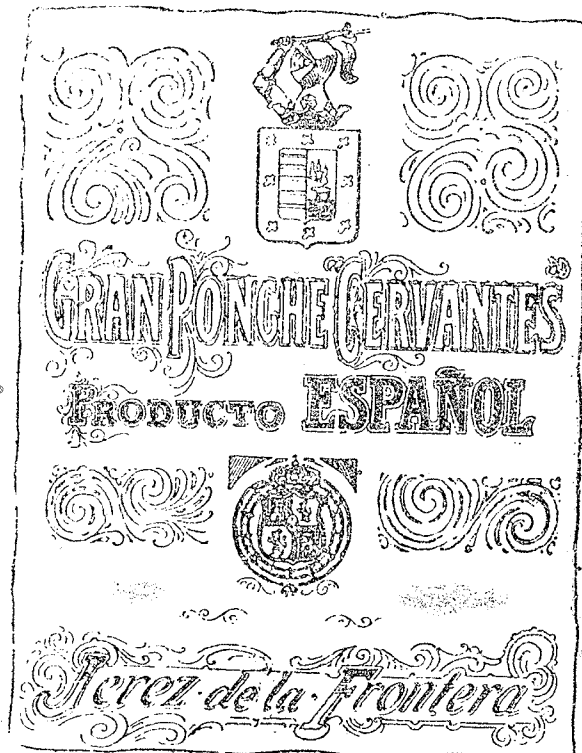 GRAN PONCHE "CERVANTES"
PRODUCTO ESPAÑOL
Jerez de la Frontera